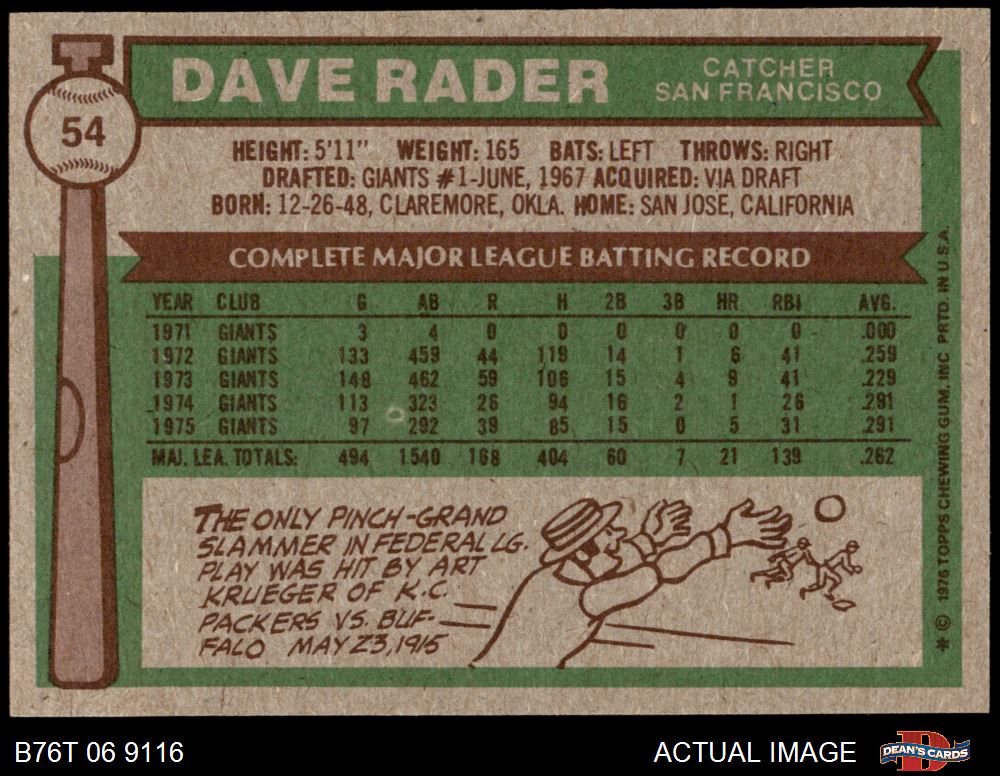 54
DAVE RADER
CATCHER
SAN FRANCISCO
HEIGHT: 5'11" WEIGHT: 165 BATS: LEFT THROWS: RIGHT
DRAFTED: GIANTS #1-JUNE, 1967 ACQUIRED: VIA DRAFT
BORN: 12-26-48, CLAREMORE, OKLA. HOME: SAN JOSE, CALIFORNIA
COMPLETE MAJOR LEAGUE BATTING RECORD
YEAR CLUB G AB R H 2B 3B HR RBI AVG.
1971 GIANTS 3 4 0 0 0 0 0 0 .000
1972 GIANTS 133 459 44 119 14 1 6 41 .259
1973 GIANTS 148 462 59 106 15 4 9 41 .229
1974 GIANTS 113 323 26 94 16 2 1 26 .291
1975 GIANTS 97 292 39 85 15 0 5 31 .291
MAJ. LEA. TOTALS: 494 1540 168 404 60 7 21 139 .262
THE ONLY PINCH-GRAND
SLAMMER IN FEDERAL LG.
PLAY WAS HIT BY ART
KRUEGER OF K.C.
PACKERS VS. BUF-
FALO MAY 23, 1915
* © 1976 TOPPS CHEWING GUM, INC. PRTD. IN U.S.A.
B76T 06 9116
ACTUAL IMAGE
D
DEAN'S CARDS